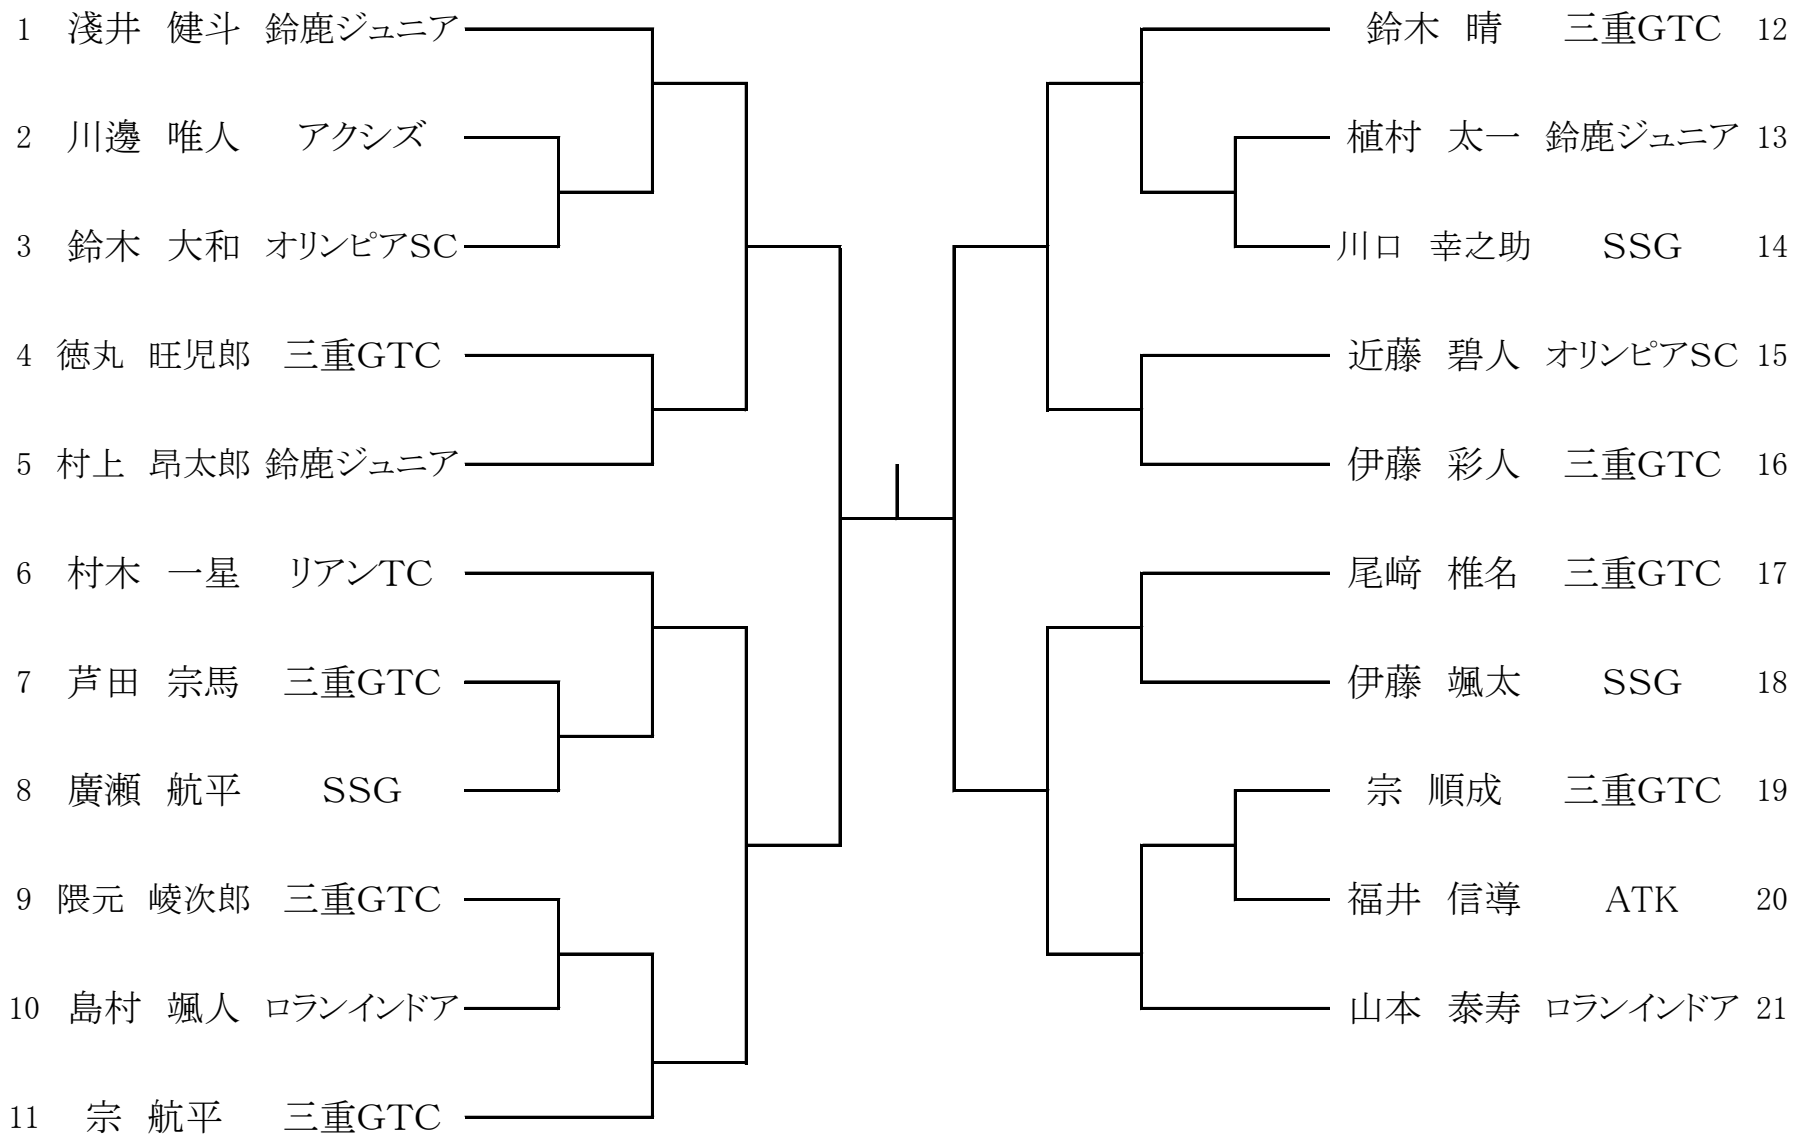 1 淺井 健斗 鈴鹿ジュニア
2 川邊 唯人 アクシズ
3 鈴木 大和 オリンピアSC
4 徳丸 旺児郎 三重GTC
5 村上 昂太郎 鈴鹿ジュニア
6 村木 一星 リアンTC
7 芦田 宗馬 三重GTC
8 廣瀬 航平 SSG
9 隈元 崚次郎 三重GTC
10 島村 颯人 ロランインドア
11 宗 航平 三重GTC
鈴木 晴 三重GTC 12
植村 太一 鈴鹿ジュニア 13
川口 幸之助 SSG 14
近藤 碧人 オリンピアSC 15
伊藤 彩人 三重GTC 16
尾﨑 椎名 三重GTC 17
伊藤 颯太 SSG 18
宗 順成 三重GTC 19
福井 信導 ATK 20
山本 泰寿 ロランインドア 21